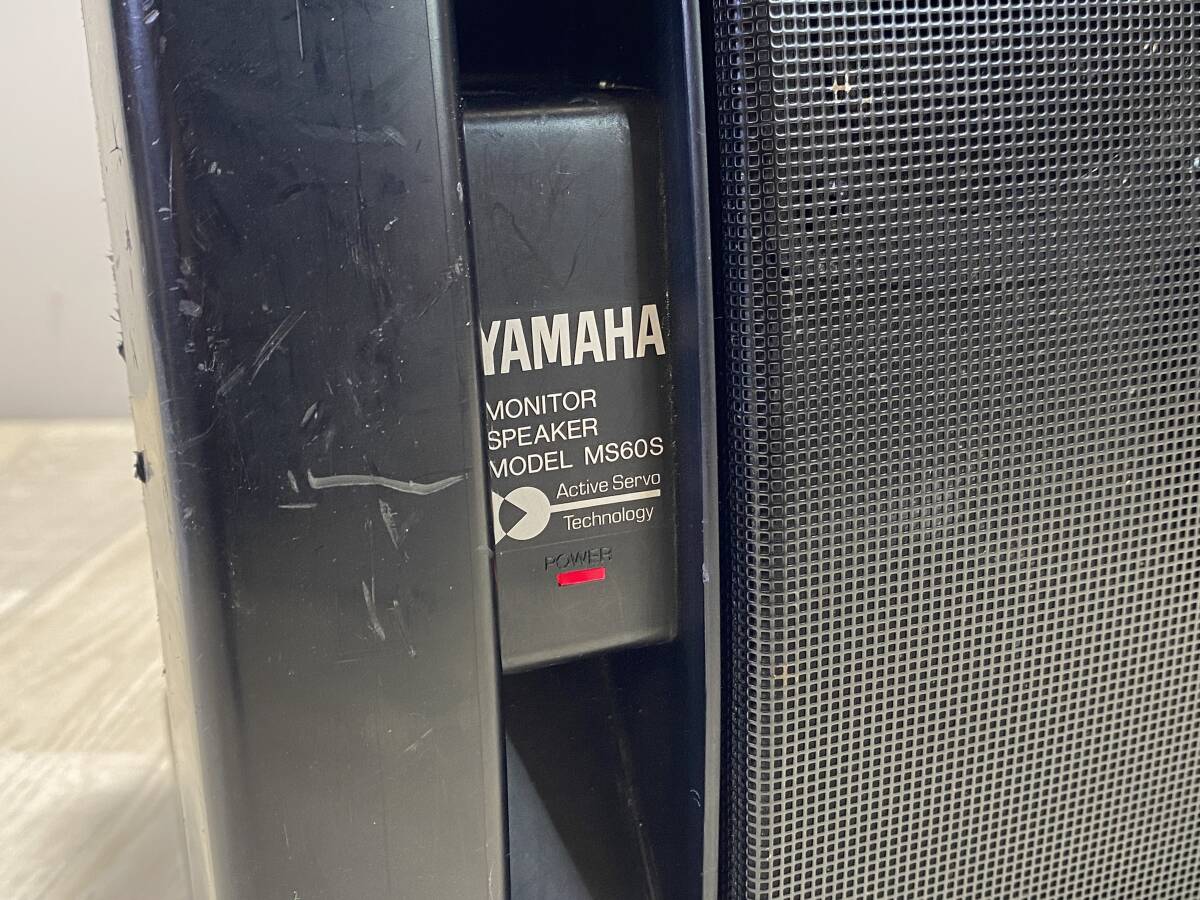 YAMAHA
MONITOR
SPEAKER
MODEL MS60S
Active Servo
Technology
POWER